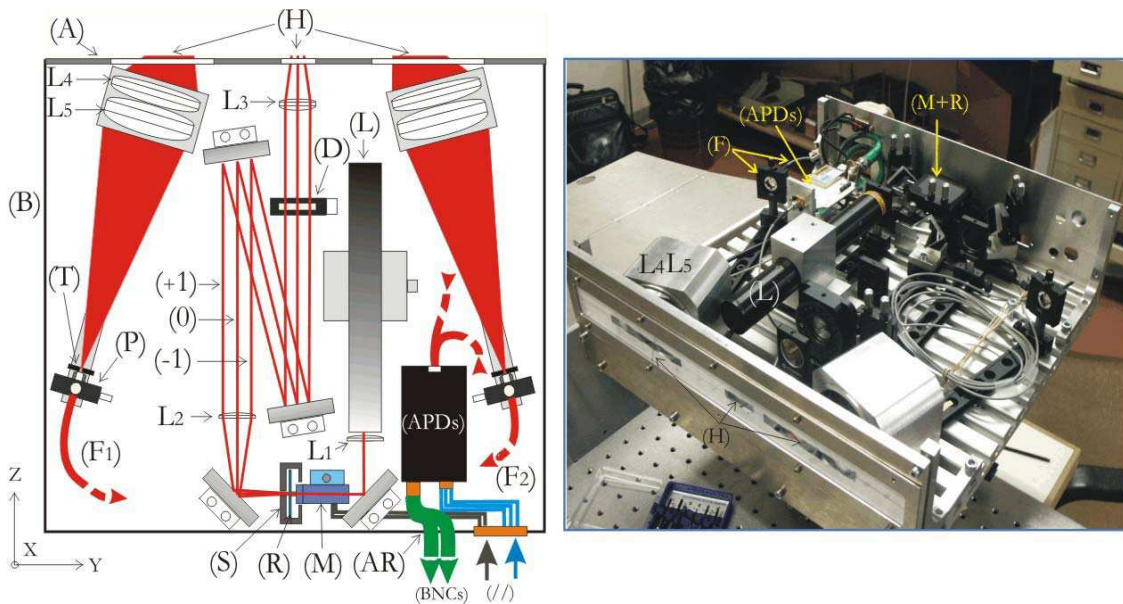 (A)
(H)
L4
L5
L3
(L)
(D)
(B)
(+1)
(0)
(-1)
(T)
(P)
L2
L1
(APDs)
(F1)
(F2)
Z
X
Y
(S)
(R)
(M)
(AR)
(BNCs)
(//)
(APDs)
(M+R)
(F)
L4L5
(L)
(H)